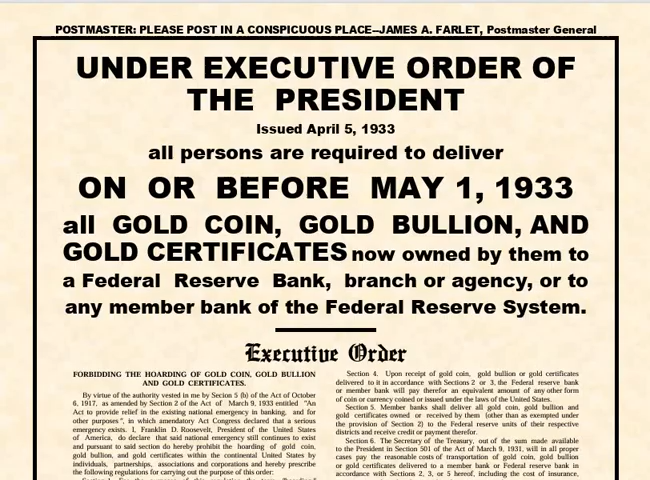 POSTMASTER: PLEASE POST IN A CONSPICUOUS PLACE—JAMES A. FARLET, Postmaster General
UNDER EXECUTIVE ORDER OF
THE PRESIDENT
Issued April 5, 1933
all persons are required to deliver
ON OR BEFORE MAY 1, 1933
all GOLD COIN, GOLD BULLION, AND
GOLD CERTIFICATES now owned by them to
a Federal Reserve Bank, branch or agency, or to
any member bank of the Federal Reserve System.
Executive Order
FORBIDDING THE HOARDING OF GOLD COIN, GOLD BULLION
AND GOLD CERTIFICATES.
By virtue of the authority vested in me by Section 5 (b) of the Act of October
6, 1917, as amended by Section 2 of the Act of March 9, 1933 entitled "An
Act to provide relief in the existing national emergency in banking, and for
other purposes", in which amendatory Act Congress declared that a serious
emergency exists. I, Franklin D. Roosevelt, President of the United States
of America, do declare that said national emergency still continues to exist
and pursuant to said section do hereby prohibit the hoarding of gold coin,
gold bullion, and gold certificates within the continental United States by
individuals, partnerships, associations and corporations and hereby prescribe
the following regulations for carrying out the purpose of this order:
Section 4. Upon receipt of gold coin, gold bullion or gold certificates
delivered to it in accordance with Sections 2 or 3, the Federal reserve bank
or member bank will pay therefor an equivalent amount of any other form
of coin or currency coined or issued under the laws of the United States.
Section 5. Member banks shall deliver all gold coin, gold bullion and
gold certificates owned or received by them (other than as exempted under
the provision of Section 2) to the Federal reserve units of their respective
districts and receive credit or payment therefor.
Section 6. The Secretary of the Treasury, out of the sum made available
to the President in Section 501 of the Act of March 9, 1931, will in all proper
cases pay the reasonable costs of transportation of gold coin, gold bullion
or gold certificates delivered to a member bank or Federal reserve bank in
accordance with Sections 2, 3, or 5 hereof, including the cost of insurance,